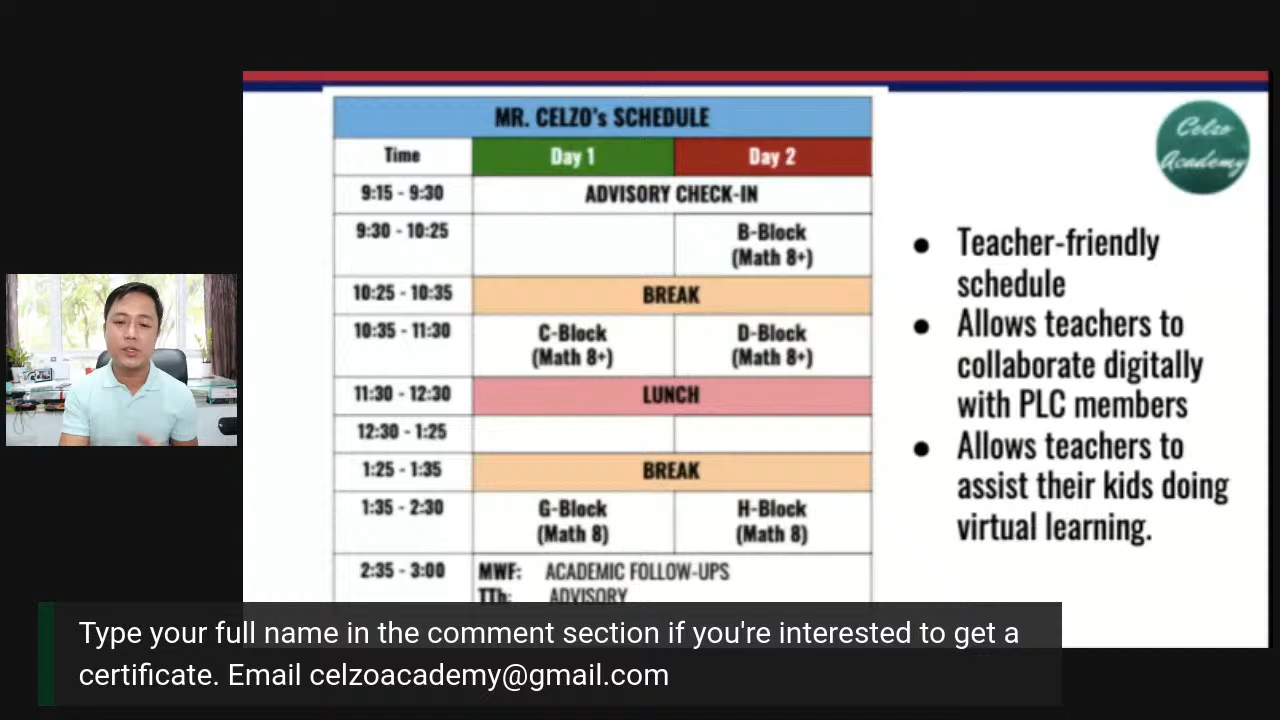 MR. CELZO's SCHEDULE
Time Day 1 Day 2
9:15 - 9:30 ADVISORY CHECK-IN
9:30 - 10:25 B-Block
(Math 8+)
10:25 - 10:35 BREAK
10:35 - 11:30 C-Block D-Block
(Math 8+) (Math 8+)
11:30 - 12:30 LUNCH
12:30 - 1:25
1:25 - 1:35 BREAK
1:35 - 2:30 G-Block H-Block
(Math 8) (Math 8)
2:35 - 3:00 MWF: ACADEMIC FOLLOW-UPS
TTh: ADVISORY
Celzo
Academy
● Teacher-friendly
schedule
● Allows teachers to
collaborate digitally
with PLC members
● Allows teachers to
assist their kids doing
virtual learning.
Type your full name in the comment section if you're interested to get a
certificate. Email celzoacademy@gmail.com